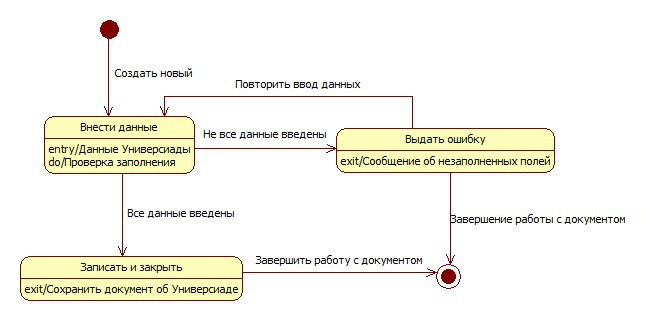 Создать новый
Повторить ввод данных
Внести данные
entry/Данные Универсиады
do/Проверка заполнения
Не все данные введены
Выдать ошибку
exit/Сообщение об незаполненных полей
Все данные введены
Завершение работы с документом
Записать и закрыть
exit/Сохранить документ об Универсиаде
Завершить работу с документом